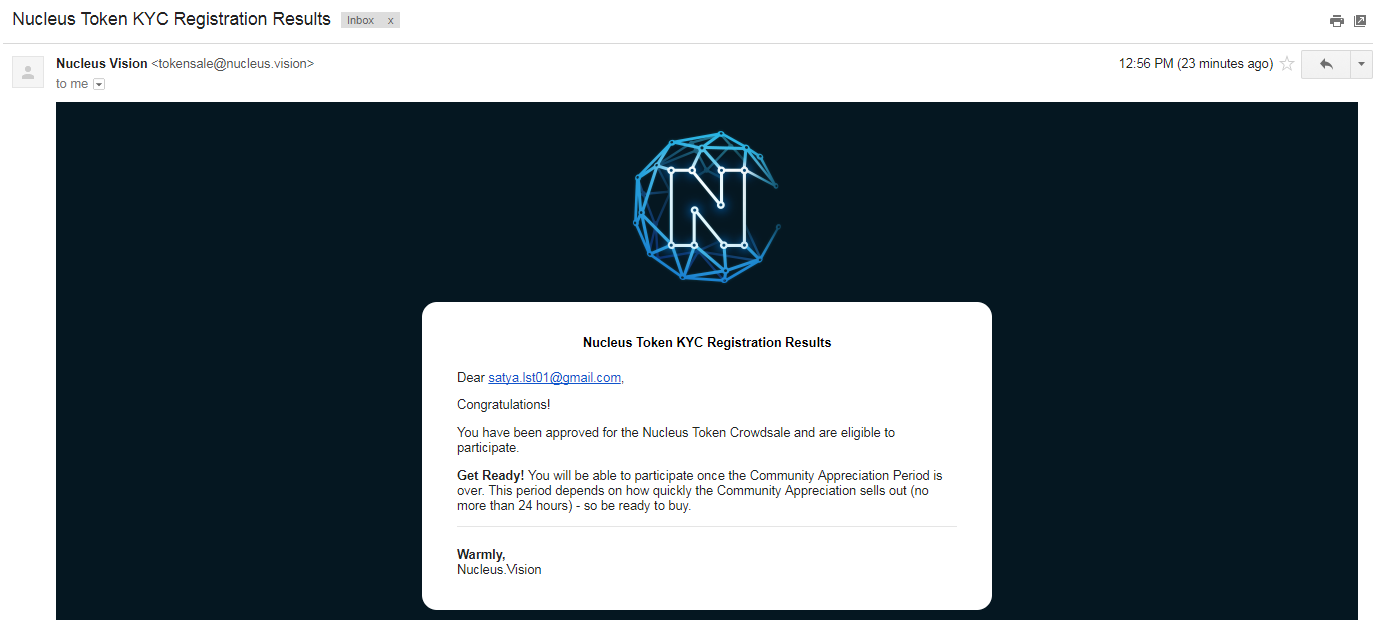 Nucleus Token KYC Registration Results Inbox x
Nucleus Vision <tokensale@nucleus.vision> 12:56 PM (23 minutes ago)
to me
N
Nucleus Token KYC Registration Results
Dear satya.lst01@gmail.com,
Congratulations!
You have been approved for the Nucleus Token Crowdsale and are eligible to
participate.
Get Ready! You will be able to participate once the Community Appreciation Period is
over. This period depends on how quickly the Community Appreciation sells out (no
more than 24 hours) - so be ready to buy.
Warmly,
Nucleus.Vision